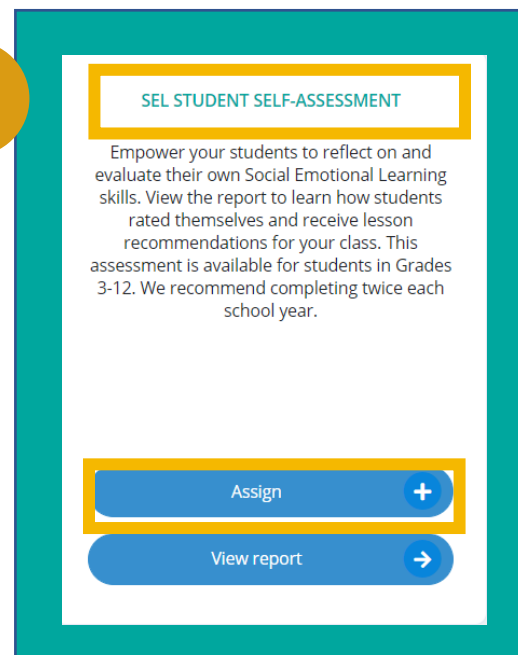 SEL STUDENT SELF-ASSESSMENT
Empower your students to reflect on and
evaluate their own Social Emotional Learning
skills. View the report to learn how students
rated themselves and receive lesson
recommendations for your class. This
assessment is available for students in Grades
3-12. We recommend completing twice each
school year.
Assign
View report